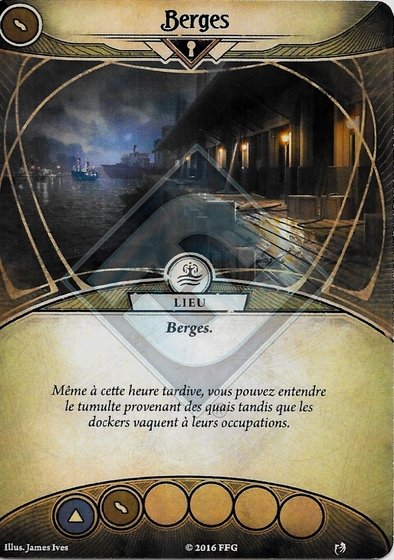 Berges
LIEU
Berges.
Même à cette heure tardive, vous pouvez entendre
le tumulte provenant des quais tandis que les
dockers vaquent à leurs occupations.
Illus. James Ives
© 2016 FFG